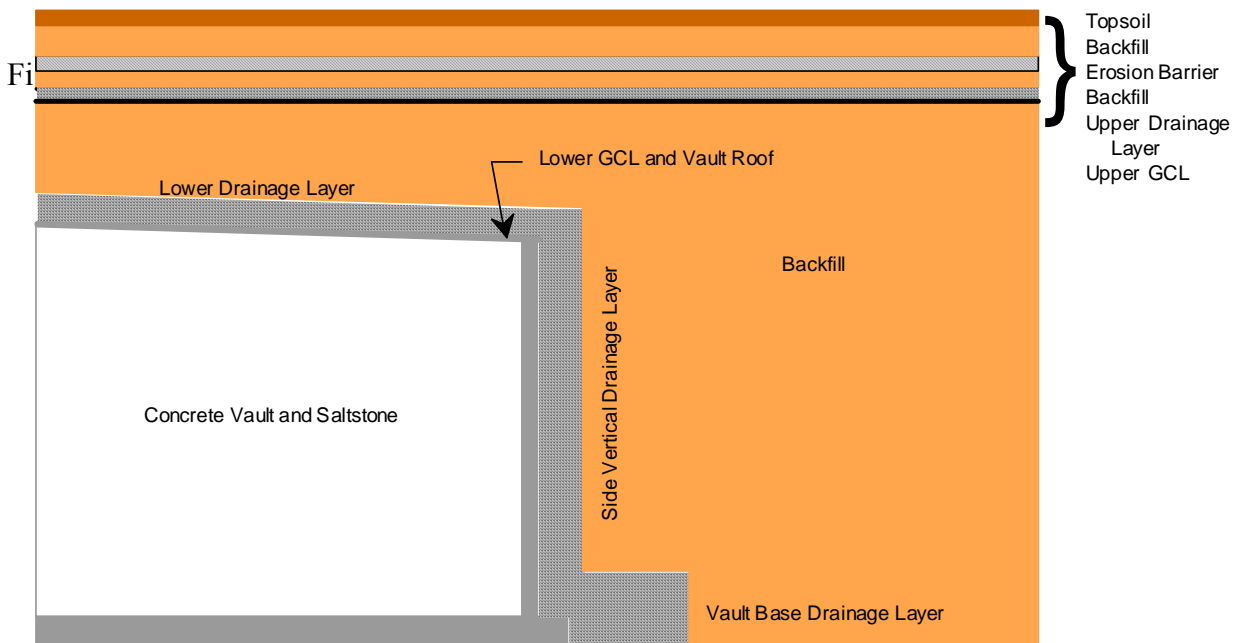 Topsoil
Backfill
Fi
Erosion Barrier
Backfill
Upper Drainage
Layer
Upper GCL
Lower GCL and Vault Roof
Lower Drainage Layer
Backfill
Side Vertical Drainage Layer
Concrete Vault and Saltstone
Vault Base Drainage Layer